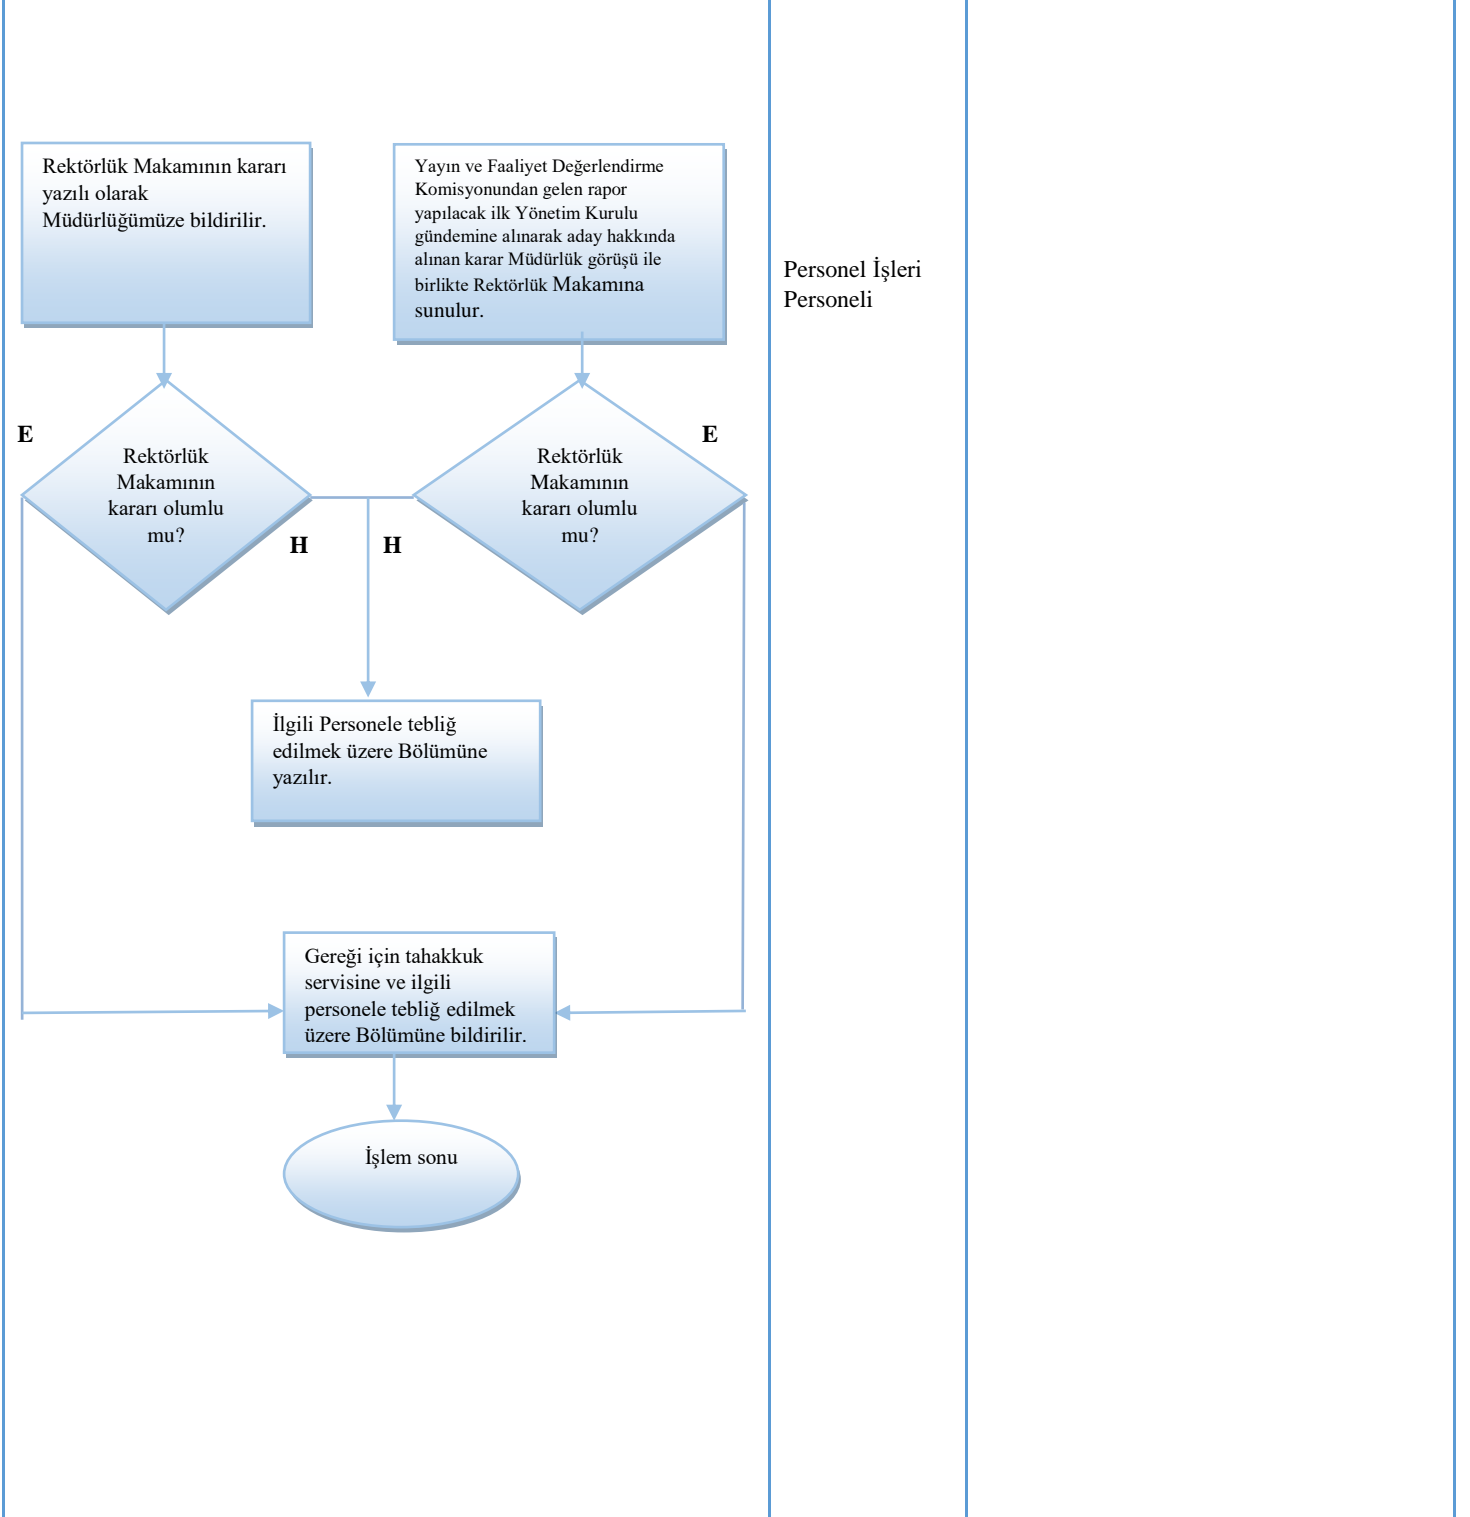 Rektörlük Makamının kararı
yazılı olarak
Müdürlüğümüze bildirilir.
Yayın ve Faaliyet Değerlendirme
Komisyonundan gelen rapor
yapılacak ilk Yönetim Kurulu
gündemine alınarak aday hakkında
alınan karar Müdürlük görüşü ile
birlikte Rektörlük Makamına
sunulur.
Personel İşleri
Personeli
E
Rektörlük
Makamının
kararı olumlu
mu?
H
E
Rektörlük
Makamının
kararı olumlu
mu?
H
İlgili Personele tebliğ
edilmek üzere Bölümüne
yazılır.
Gereği için tahakkuk
servisine ve ilgili
personele tebliğ edilmek
üzere Bölümüne bildirilir.
İşlem sonu